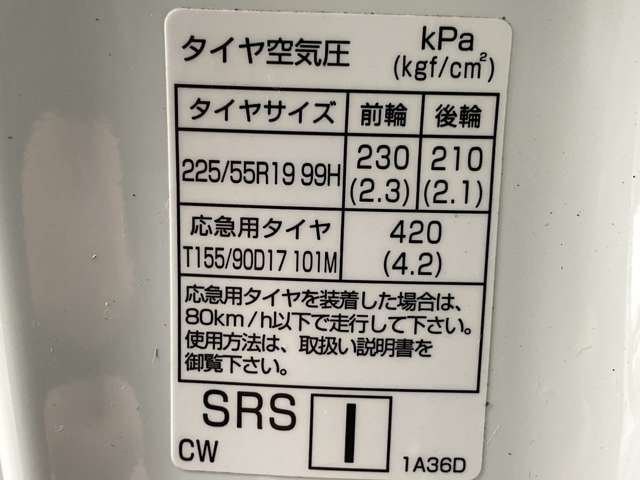 タイヤ空気圧 kPa
(kgf/cm²)
タイヤサイズ 前輪 後輪
225/55R19 99H 230 210
(2.3) (2.1)
応急用タイヤ 420
T155/90D17 101M (4.2)
応急用タイヤを装着した場合は、
80km/h以下で走行して下さい。
使用方法は、取扱い説明書を
御覧下さい。
SRS I
CW 1A36D